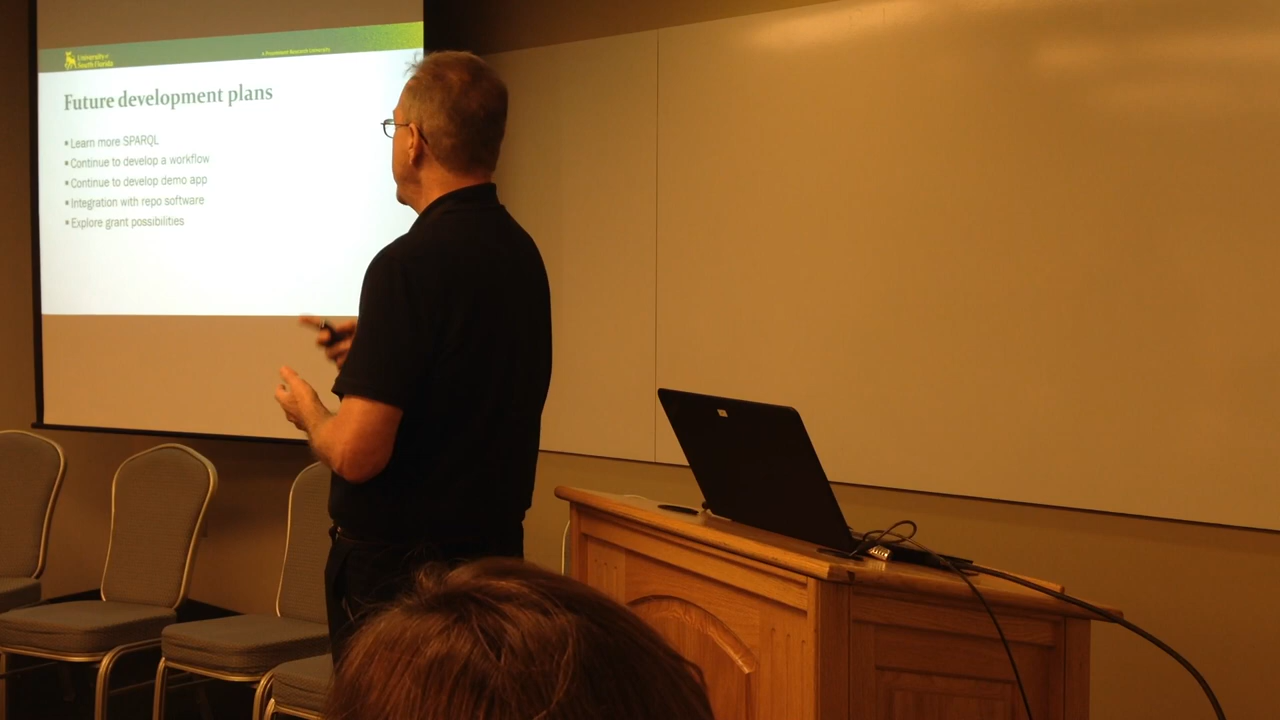 University of
South Florida
A Preeminent Research University
Future development plans
▪ Learn more SPARQL
▪ Continue to develop a workflow
▪ Continue to develop demo app
▪ Integration with repo software
▪ Explore grant possibilities